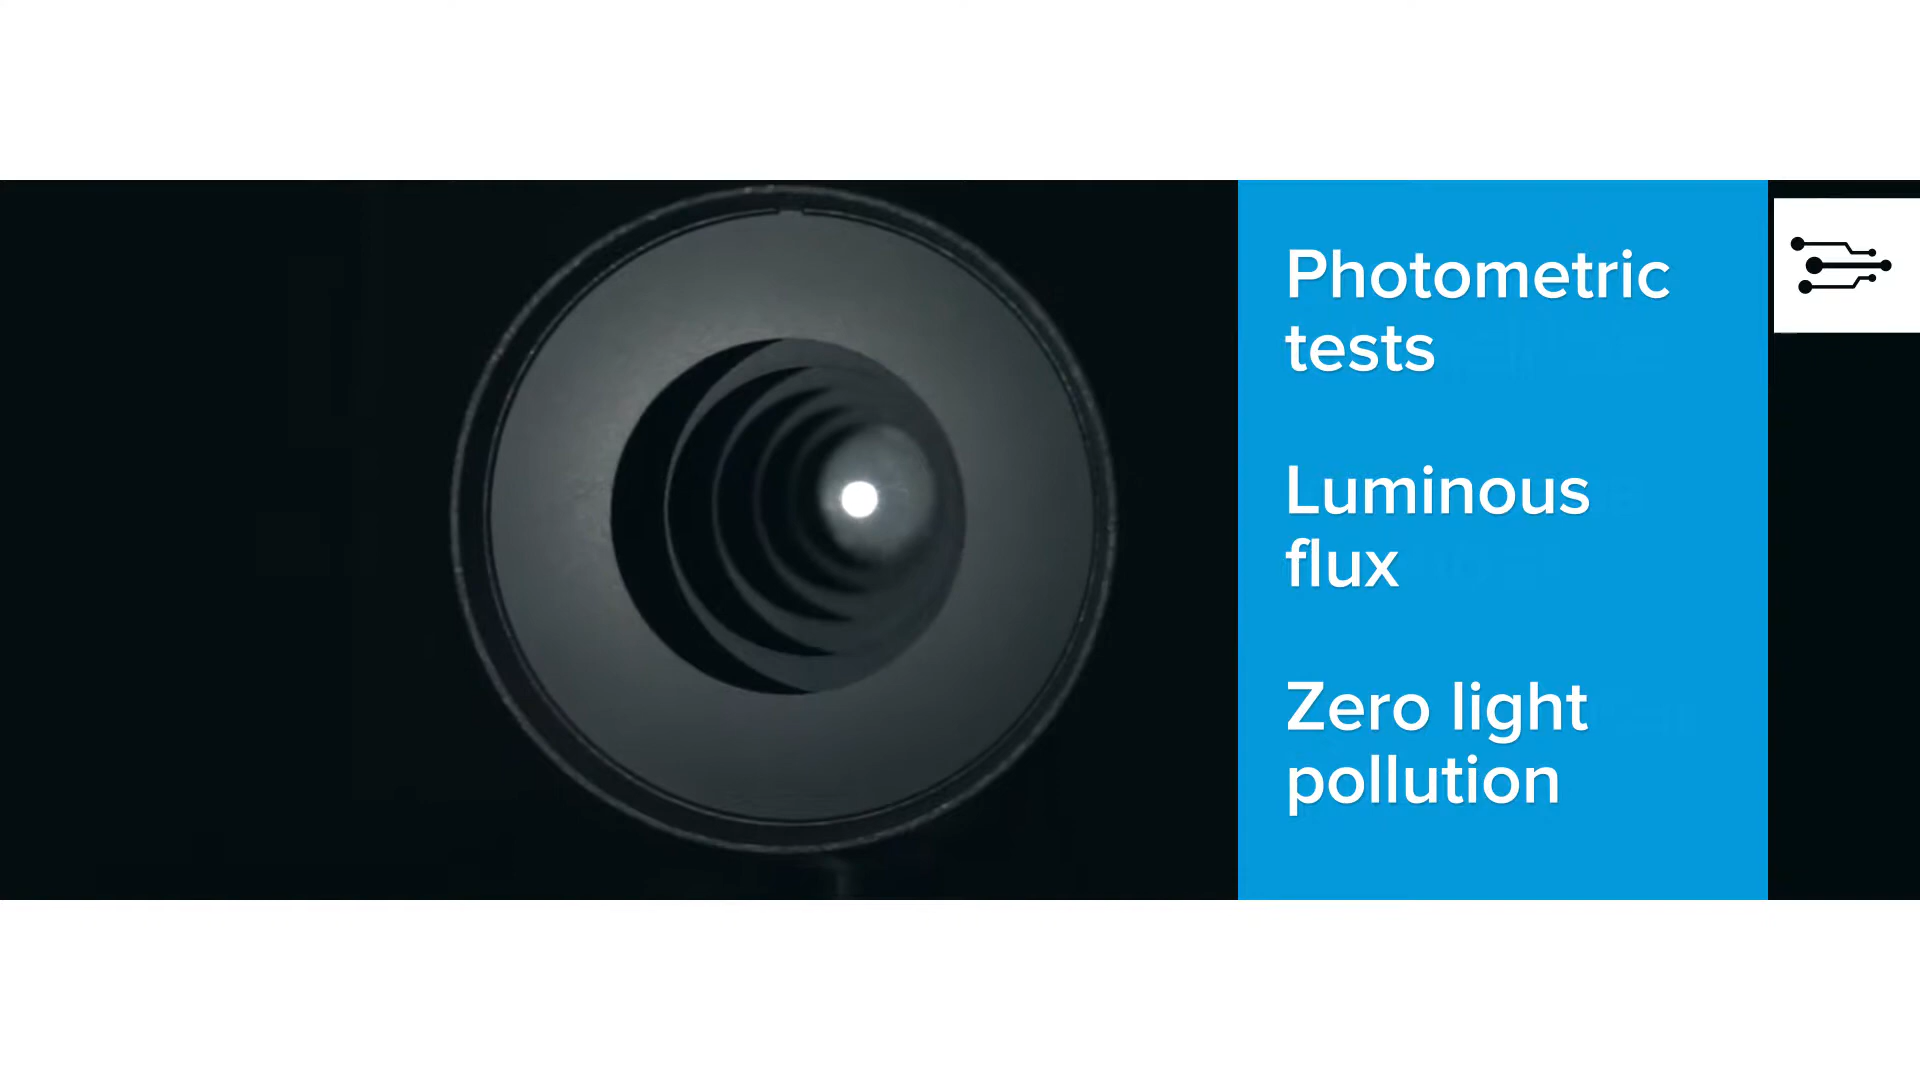 Photometric
tests
Luminous
flux
Zero light
pollution